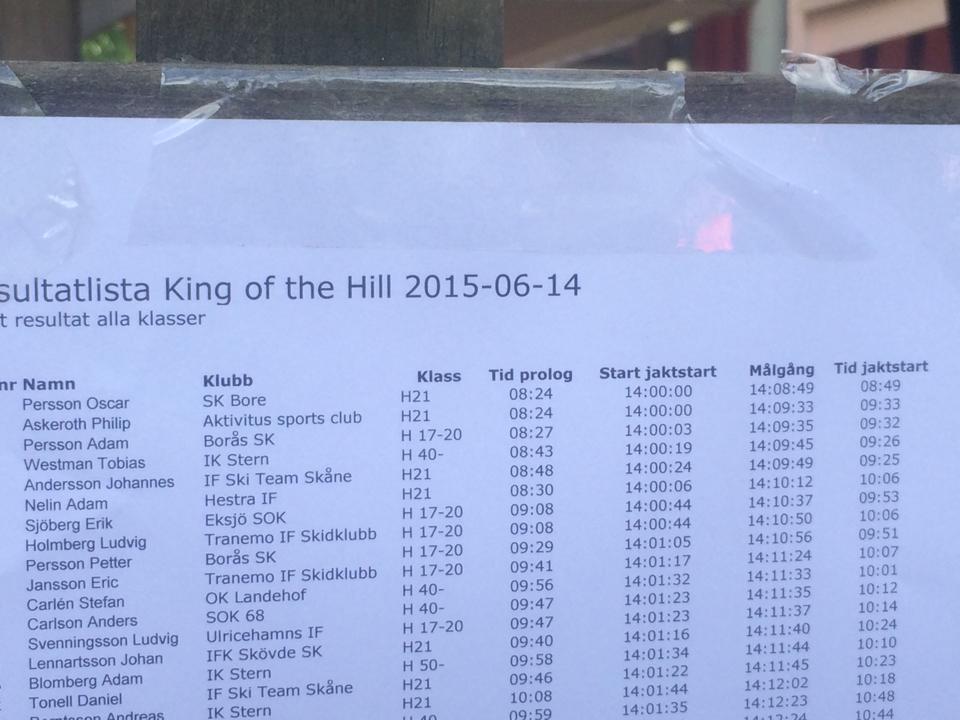 sultatlista King of the Hill 2015-06-14
t resultat alla klasser
nr Namn Klubb Klass Tid prolog Start jaktstart Målgång Tid jaktstart
Persson Oscar SK Bore H21 08:24 14:00:00 14:08:49 08:49
Askeroth Philip Aktivitus sports club H21 08:24 14:00:00 14:09:33 09:33
Persson Adam Borås SK H 17-20 08:27 14:00:03 14:09:35 09:32
Westman Tobias IK Stern H 40- 08:43 14:00:19 14:09:45 09:26
Andersson Johannes IF Ski Team Skåne H21 08:48 14:00:24 14:09:49 09:25
Nelin Adam Hestra IF H21 08:30 14:00:06 14:10:12 10:06
Sjöberg Erik Eksjö SOK H 17-20 09:08 14:00:44 14:10:37 09:53
Holmberg Ludvig Tranemo IF Skidklubb H 17-20 09:08 14:00:44 14:10:50 10:06
Persson Petter Borås SK H 17-20 09:29 14:01:05 14:10:56 09:51
Jansson Eric Tranemo IF Skidklubb H 17-20 09:41 14:01:17 14:11:24 10:07
Carlén Stefan OK Landehof H 40- 09:56 14:01:32 14:11:33 10:01
Carlson Anders SOK 68 H 40- 09:47 14:01:23 14:11:35 10:12
Svenningsson Ludvig Ulricehamns IF H 17-20 09:47 14:01:23 14:11:37 10:14
Lennartsson Johan IFK Skövde SK H21 09:40 14:01:16 14:11:40 10:24
Blomberg Adam IK Stern H 50- 09:58 14:01:34 14:11:44 10:10
Tonell Daniel IF Ski Team Skåne H21 09:46 14:01:22 14:11:45 10:23
Andreas IK Stern H21 10:08 14:01:44 14:12:02 10:18
09:59 14:01:35 14:12:23 10:48
14:12:24 10:44